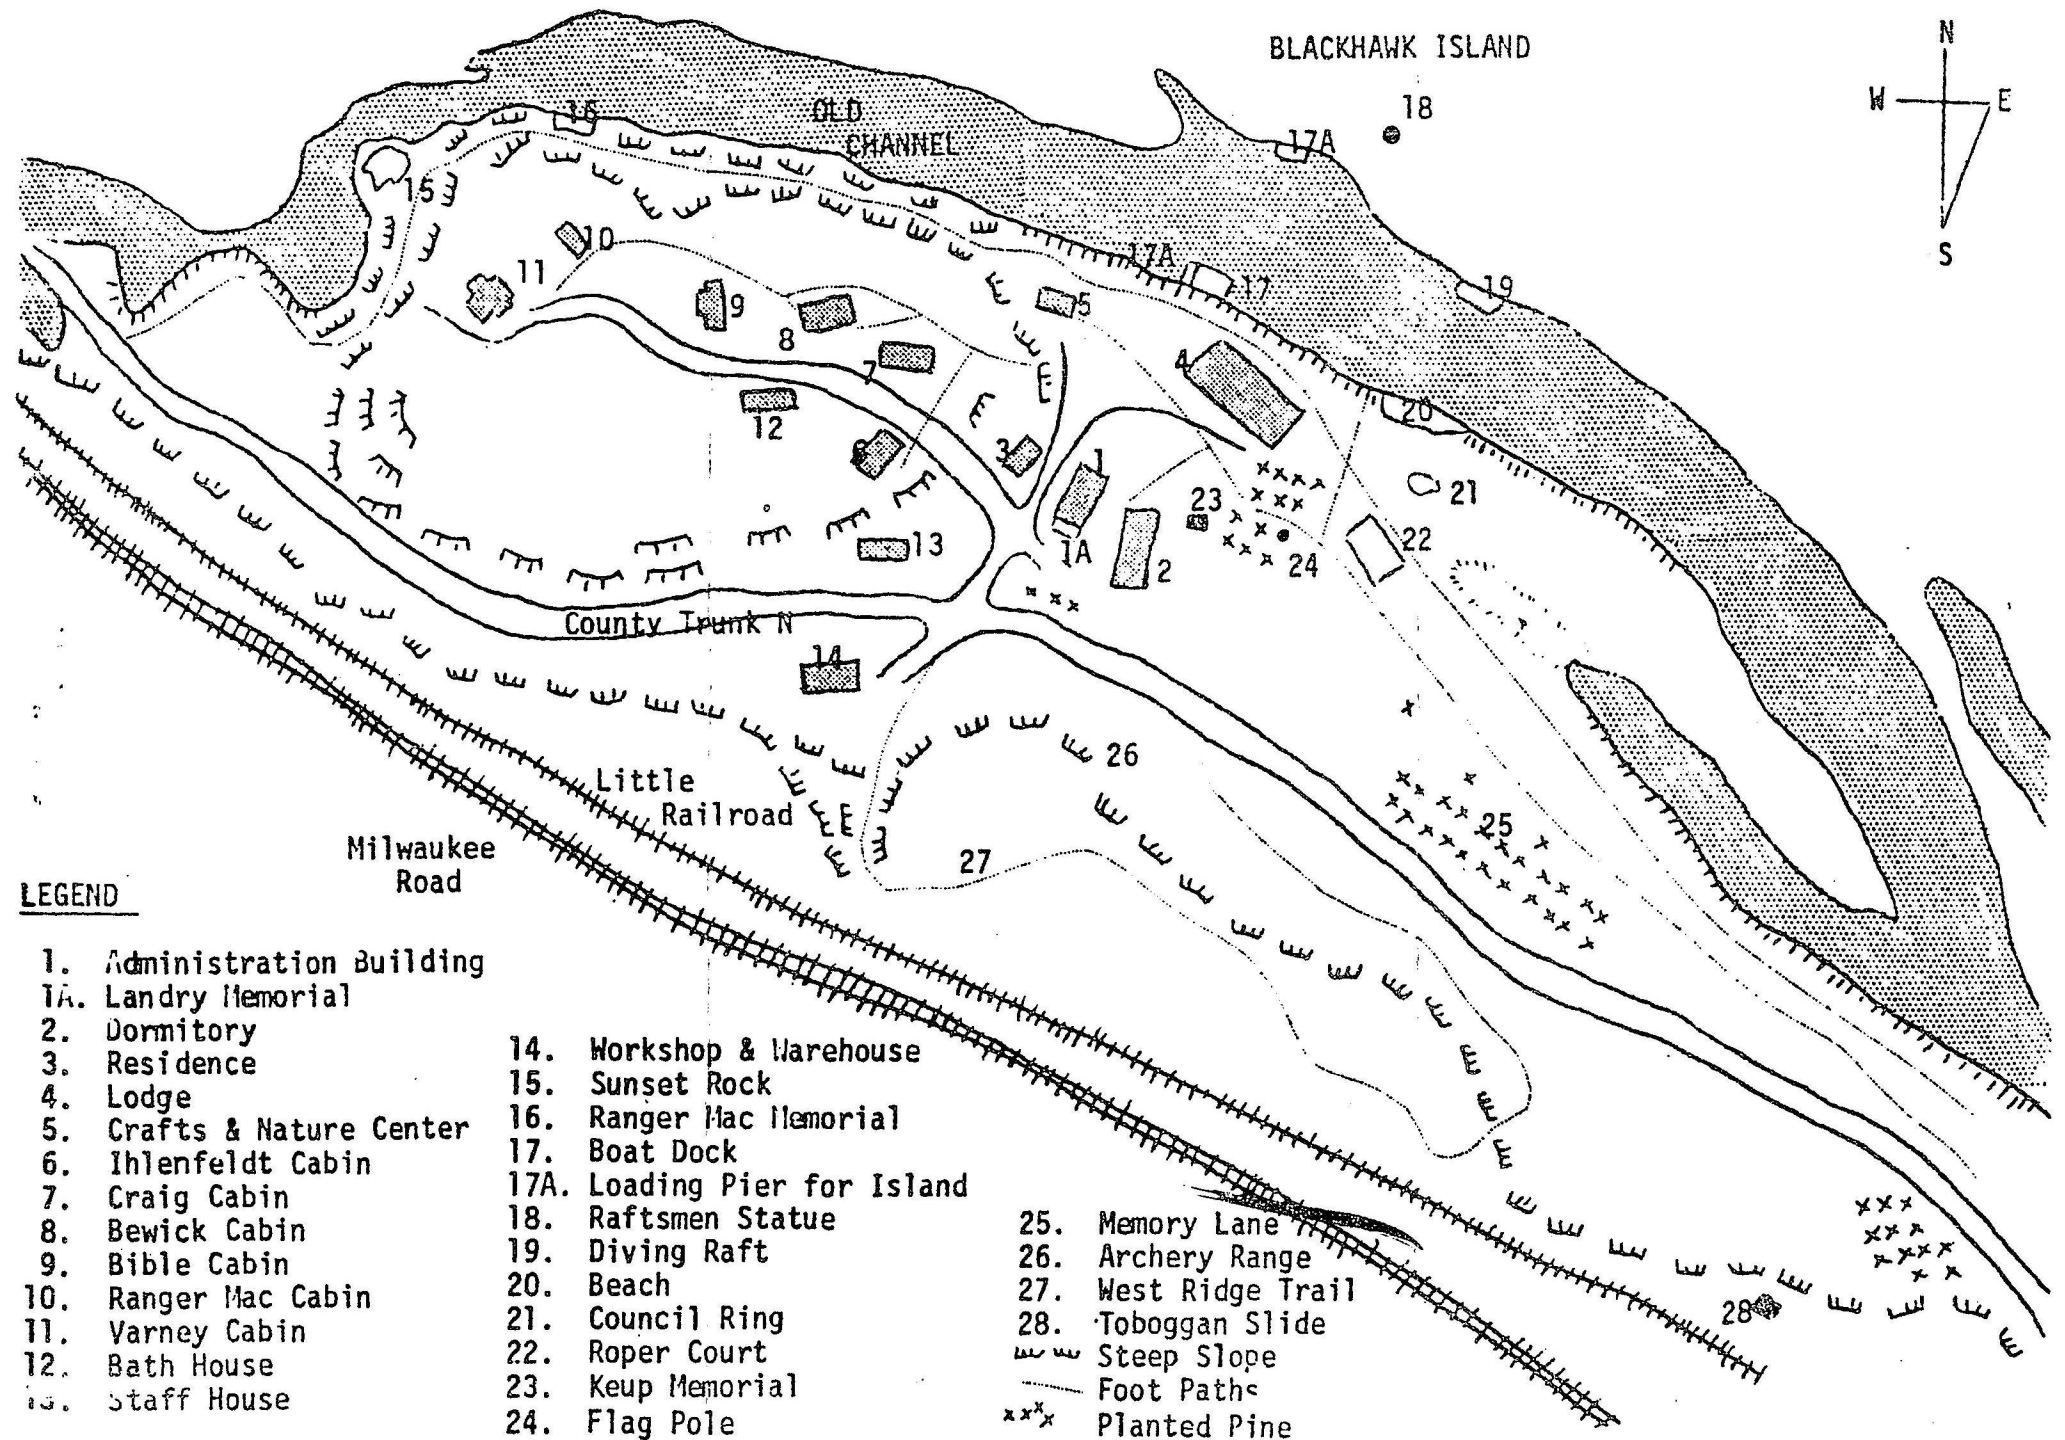 BLACKHAWK ISLAND
N
W E
S
18
16
OLD
CHANNEL
17A
15
10
11
17A
17
19
5
9
8
4
7
20
12
6
3
1
21
23
13
1A
2
24
22
County Trunk N
14
26
Little
Railroad
25
27
Milwaukee
Road
28
LEGEND
1. Administration Building
1A. Landry Memorial
2. Dormitory
3. Residence
4. Lodge
5. Crafts & Nature Center
6. Ihlenfeldt Cabin
7. Craig Cabin
8. Bewick Cabin
9. Bible Cabin
10. Ranger Mac Cabin
11. Varney Cabin
12. Bath House
13. Staff House
14. Workshop & Warehouse
15. Sunset Rock
16. Ranger Mac Memorial
17. Boat Dock
17A. Loading Pier for Island
18. Raftsmen Statue
19. Diving Raft
20. Beach
21. Council Ring
22. Roper Court
23. Keup Memorial
24. Flag Pole
25. Memory Lane
26. Archery Range
27. West Ridge Trail
28. Toboggan Slide
Steep Slope
Foot Paths
Planted Pine